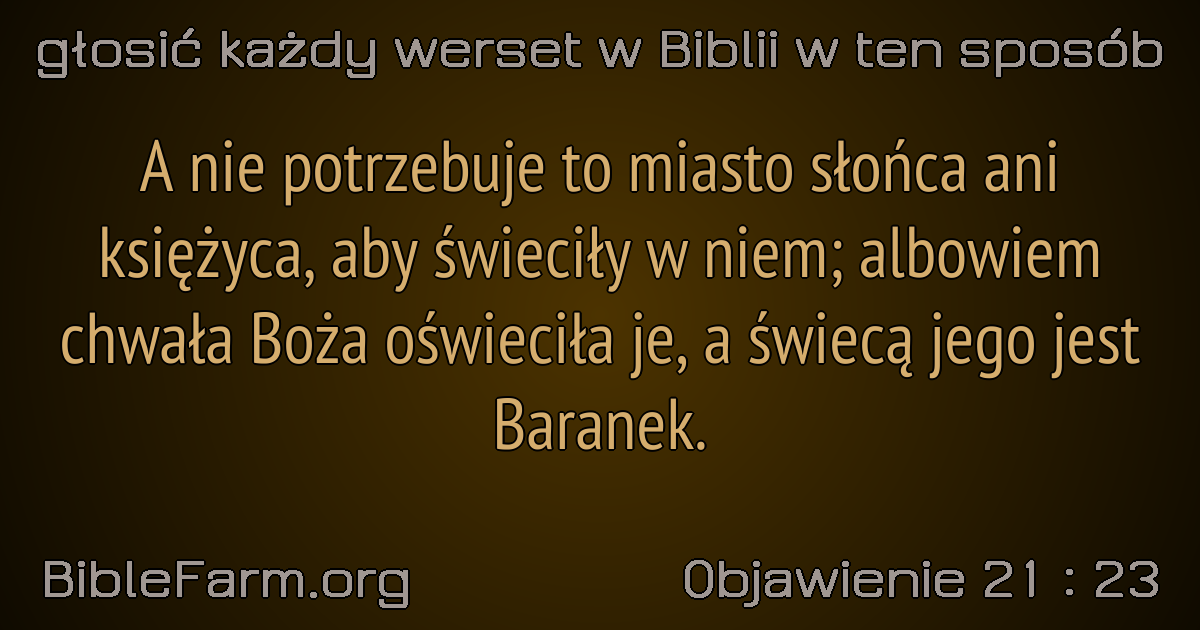 głosić każdy werset w Biblii w ten sposób
A nie potrzebuje to miasto słońca ani
księżyca, aby świeciły w niem; albowiem
chwała Boża oświeciła je, a świecą jego jest
Baranek.
BibleFarm.org
Objawienie 21 : 23